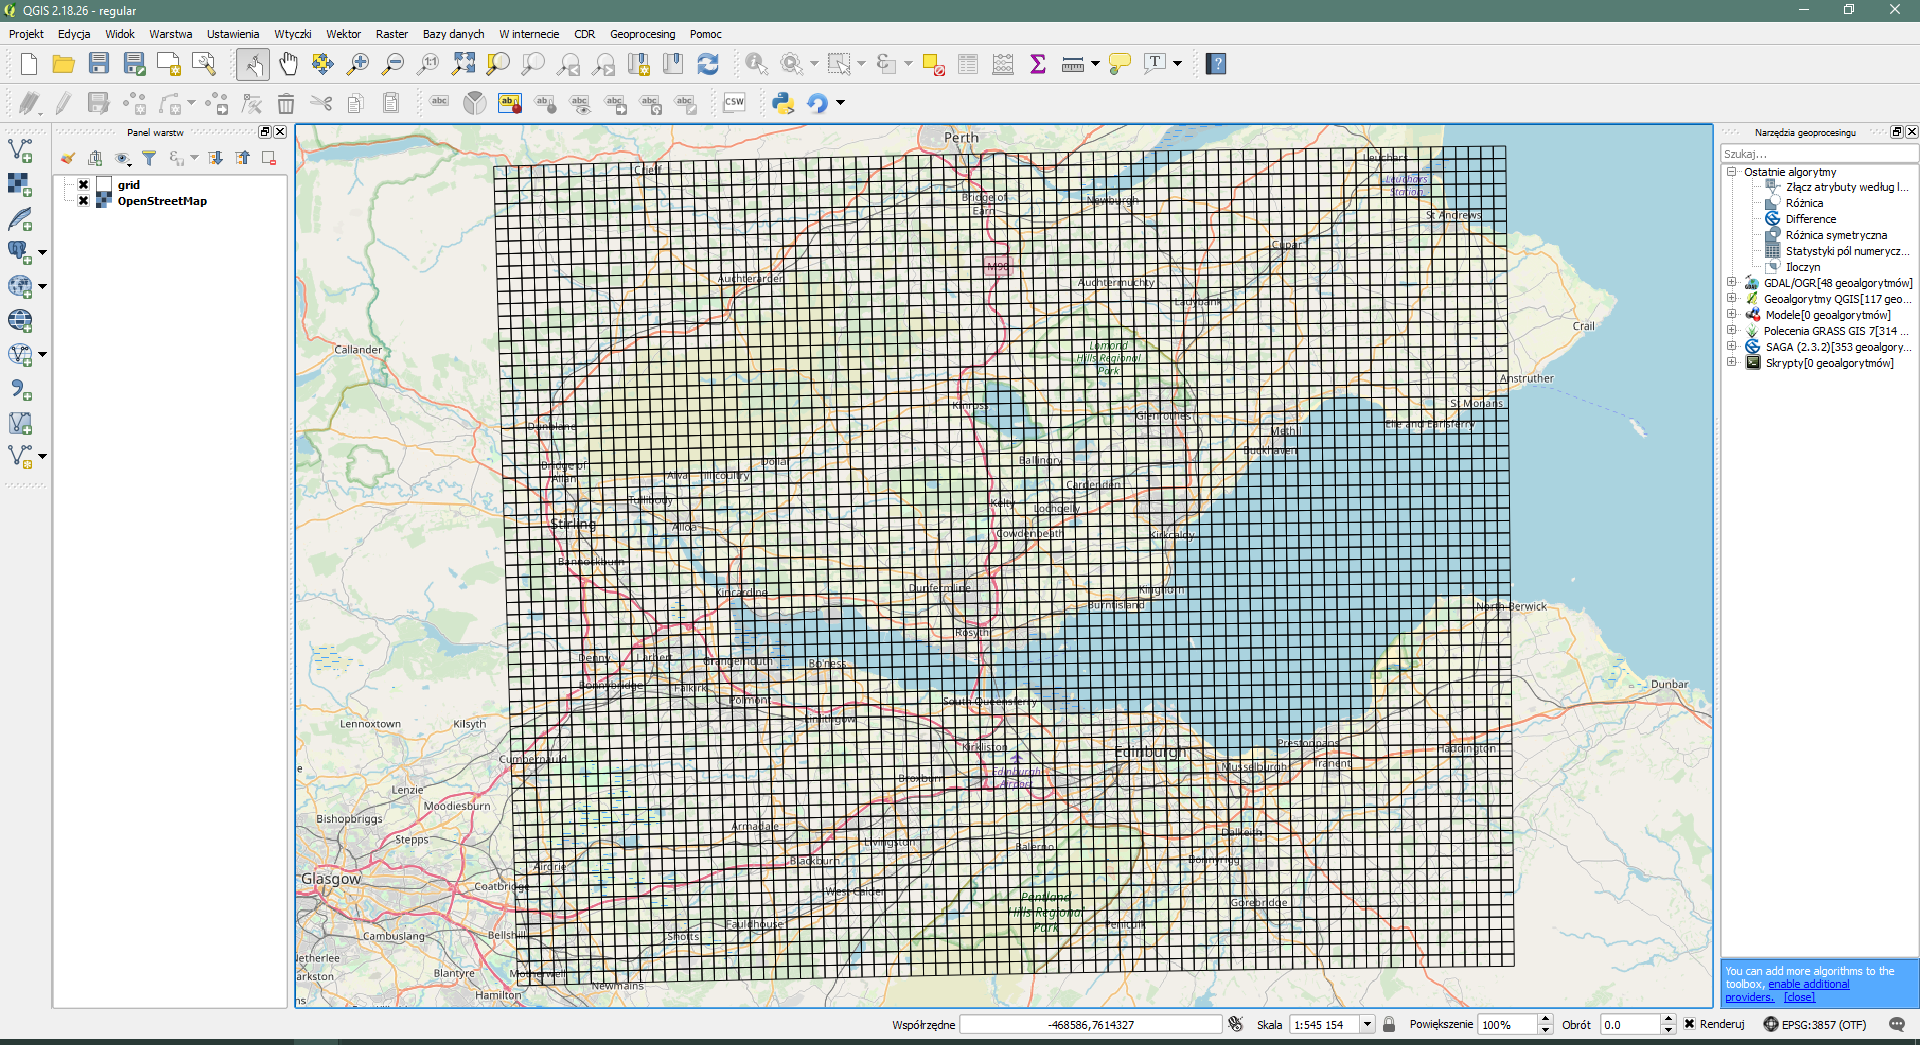 QGIS 2.18.26 - regular
Projekt Edycja Widok Warstwa Ustawienia Wtyczki Wektor Raster Bazy danych W internecie CDR Geoprocesing Pomoc
Panel warstw
grid
OpenStreetMap
Narzędzia geoprocesingu
Szukaj...
Ostatnie algorytmy
Złącz atrybuty według l...
Różnica
Difference
Różnica symetryczna
Statystyki pól numerycz...
Iloczyn
GDAL/OGR[48 geoalgorytmów]
Geoalgorytmy QGIS[117 geo...
Modele[0 geoalgorytmów]
Polecenia GRASS GIS 7[314 ...
SAGA (2.3.2)[353 geoalgory...
Skrypty[0 geoalgorytmów]
You can add more algorithms to the
toolbox, enable additional
providers. [close]
Perth
Crieff
Leuchars
Leuchars
Station
Bridge of
Earn
Newburgh
St Andrews
Cupar
M90
Auchterarder
Auchtermuchty
Ladybank
Crail
Callander
Lomond
Hills Regional
Park
Anstruther
Kinross
St Monans
Glenrothes
Elie and Earlsferry
Dunblane
Methil
Buckhaven
Ballingry
Dollar
Bridge of
Allan
Alva
Tillicoultry
Cardenden
Tullibody
Kelty
Lochgelly
Stirling
Alloa
Cowdenbeath
Kirkcaldy
Bannockburn
Kincardine
Dunfermline
Kinghorn
Burntisland
North Berwick
Rosyth
Denny
Larbert
Grangemouth
Bo'ness
Bonnybridge
Falkirk
Polmont
South Queensferry
Dunbar
Linlithgow
Lennoxtown
Kilsyth
Kirkliston
Edinburgh
Prestonpans
Haddington
Cumbernauld
Musselburgh
Tranent
Edinburgh
Airport
Broxburn
Lenzie
Moodiesburn
Bishopbriggs
Armadale
Dalkeith
Stepps
Livingston
Balerno
Blackburn
Bonnyrigg
Airdrie
Glasgow
Coatbridge
West Calder
Pentland
Hills Regional
Park
Gorebridge
Fauldhouse
Penicuik
Cambuslang
Bellshill
Shotts
Blantyre
Motherwell
Newmains
Hamilton
Współrzędne -468586,7614327 Skala 1:545 154 Powiększenie 100% Obrót 0.0 Renderuj EPSG:3857 (OTF)